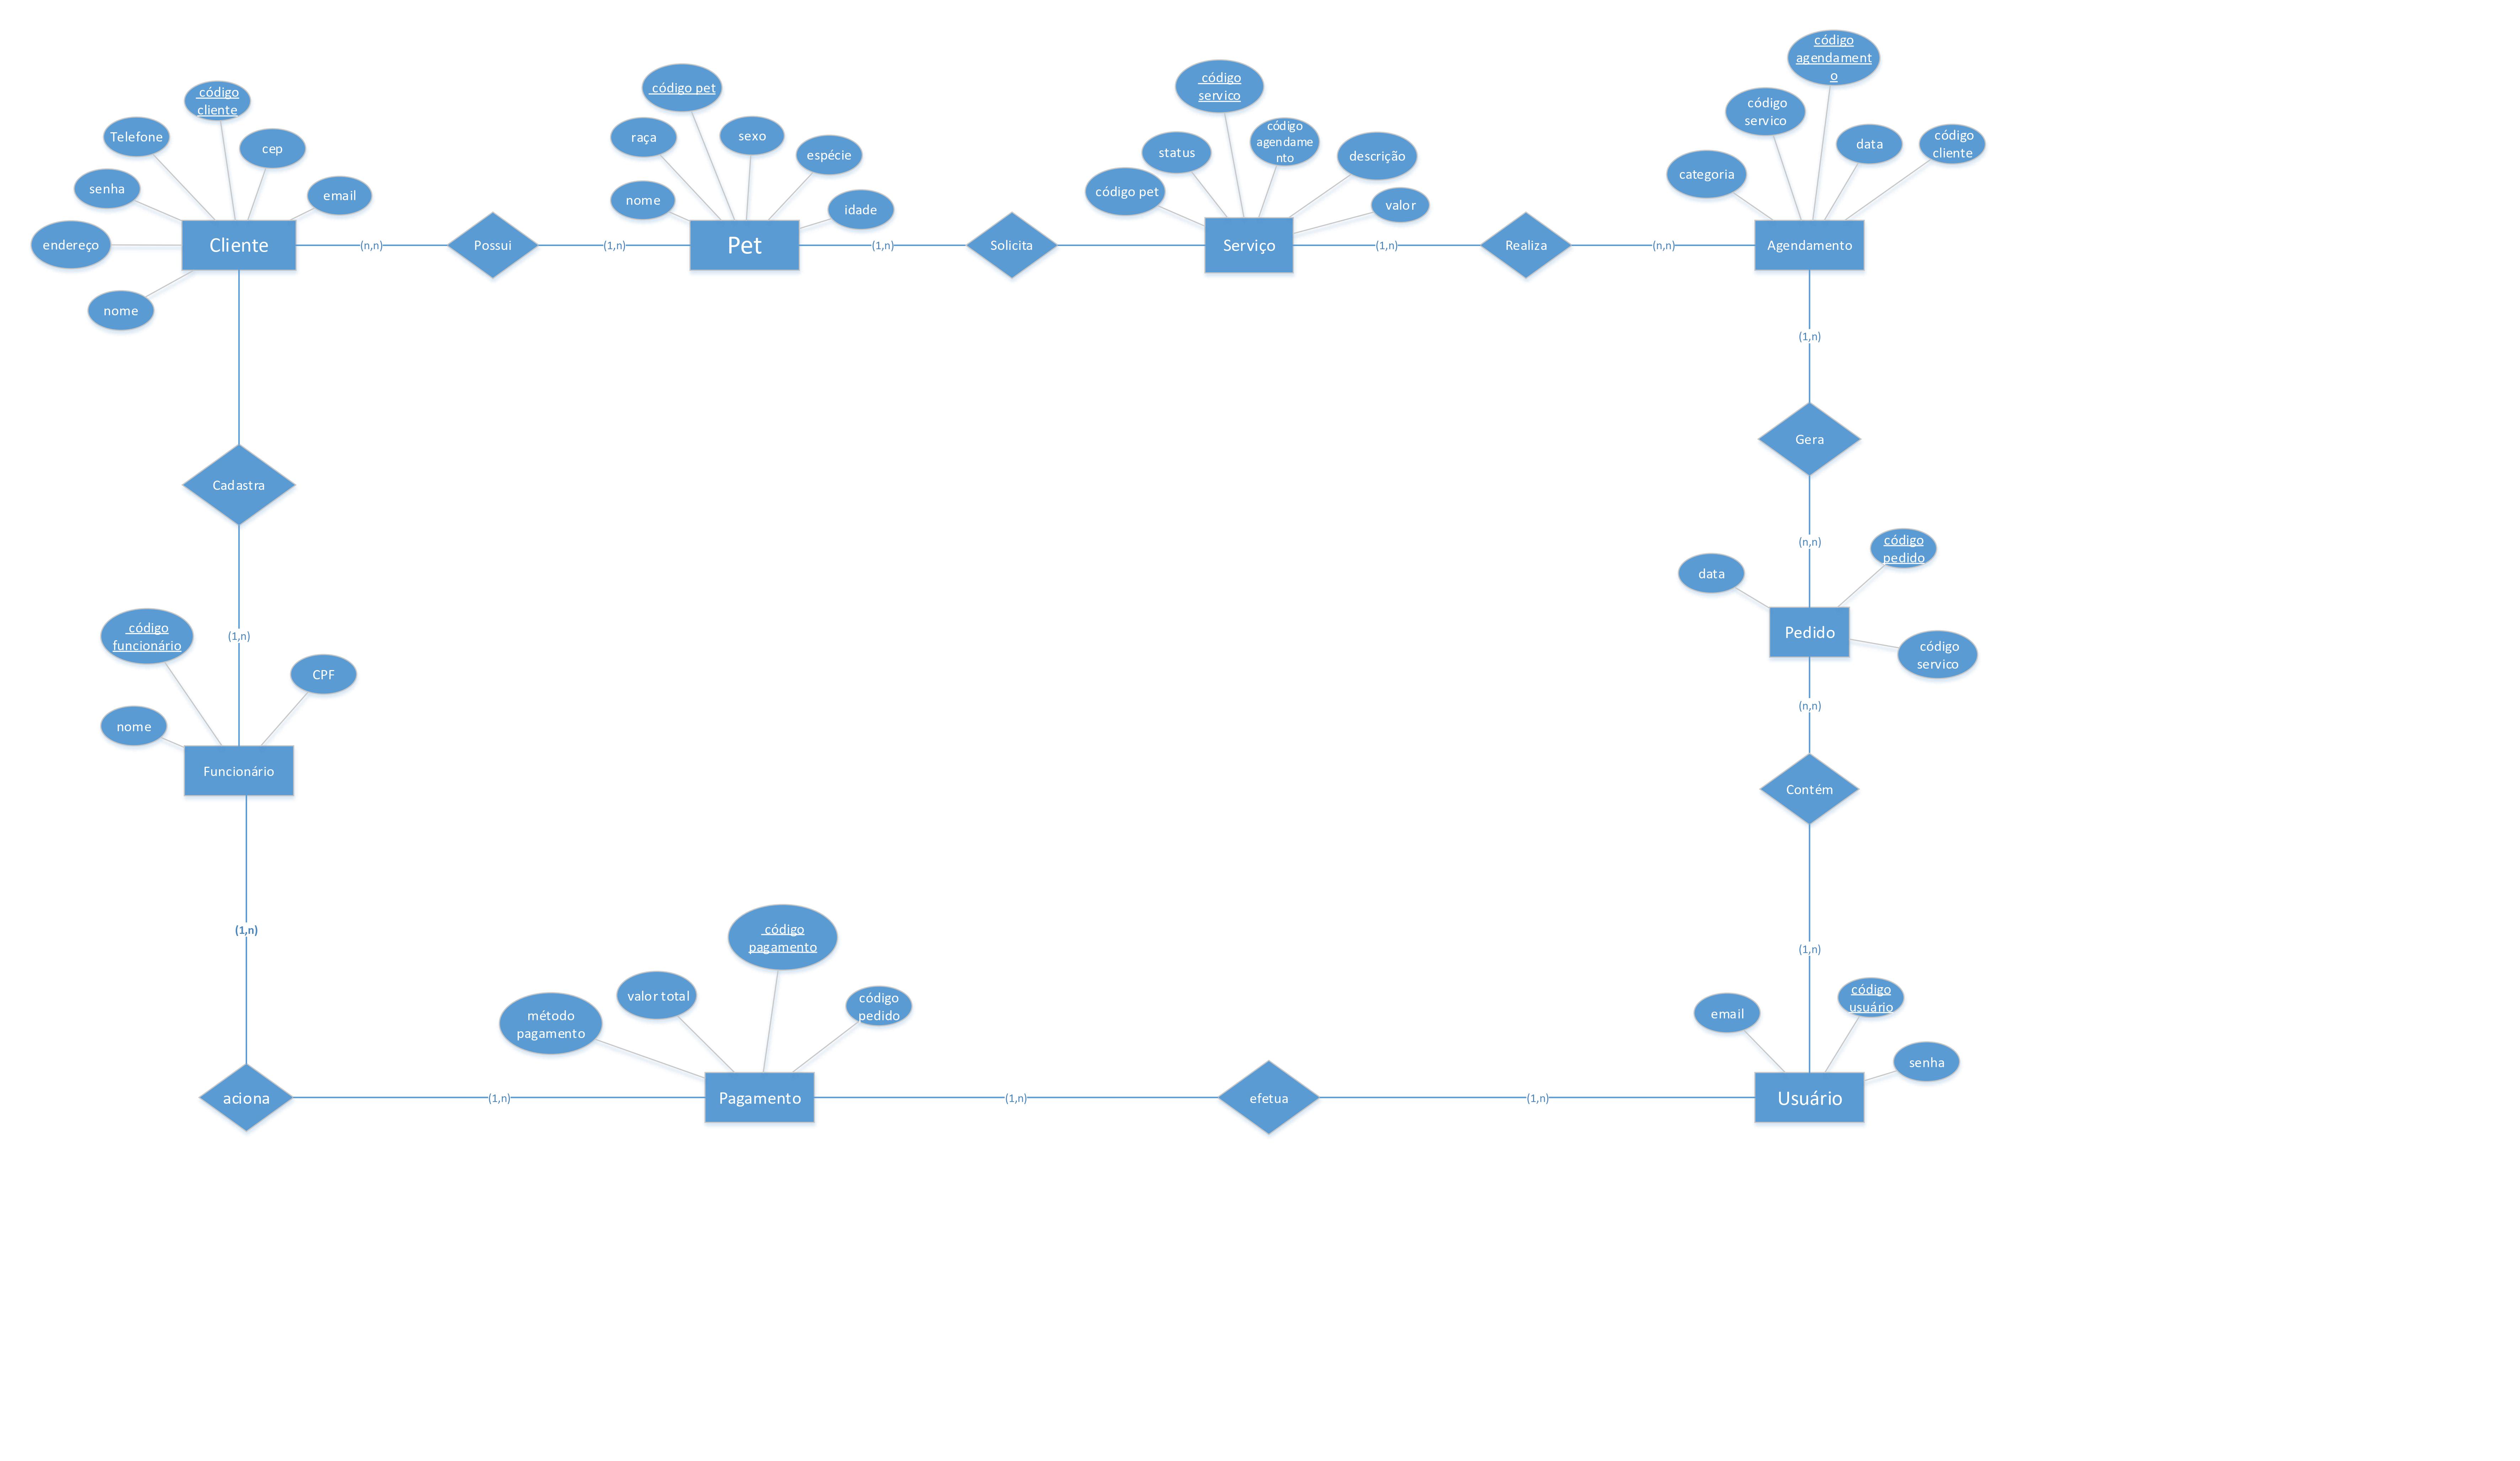 código
cliente
Telefone
cep
senha
email
endereço
Cliente
nome
(n,n)
Possui
(1,n)
código pet
raça
sexo
espécie
nome
idade
Pet
(1,n)
Solicita
código
servico
status
código
agendame
nto
descrição
código pet
valor
Serviço
(1,n)
Realiza
(n,n)
código
agendament
o
código
servico
data
código
cliente
categoria
Agendamento
(1,n)
Gera
(n,n)
código
pedido
data
Pedido
código
servico
(n,n)
Contém
(1,n)
Cadastra
(1,n)
código
funcionário
CPF
nome
Funcionário
(1,n)
aciona
(1,n)
código
pagamento
valor total
código
pedido
método
pagamento
Pagamento
(1,n)
efetua
(1,n)
email
código
usuário
senha
Usuário